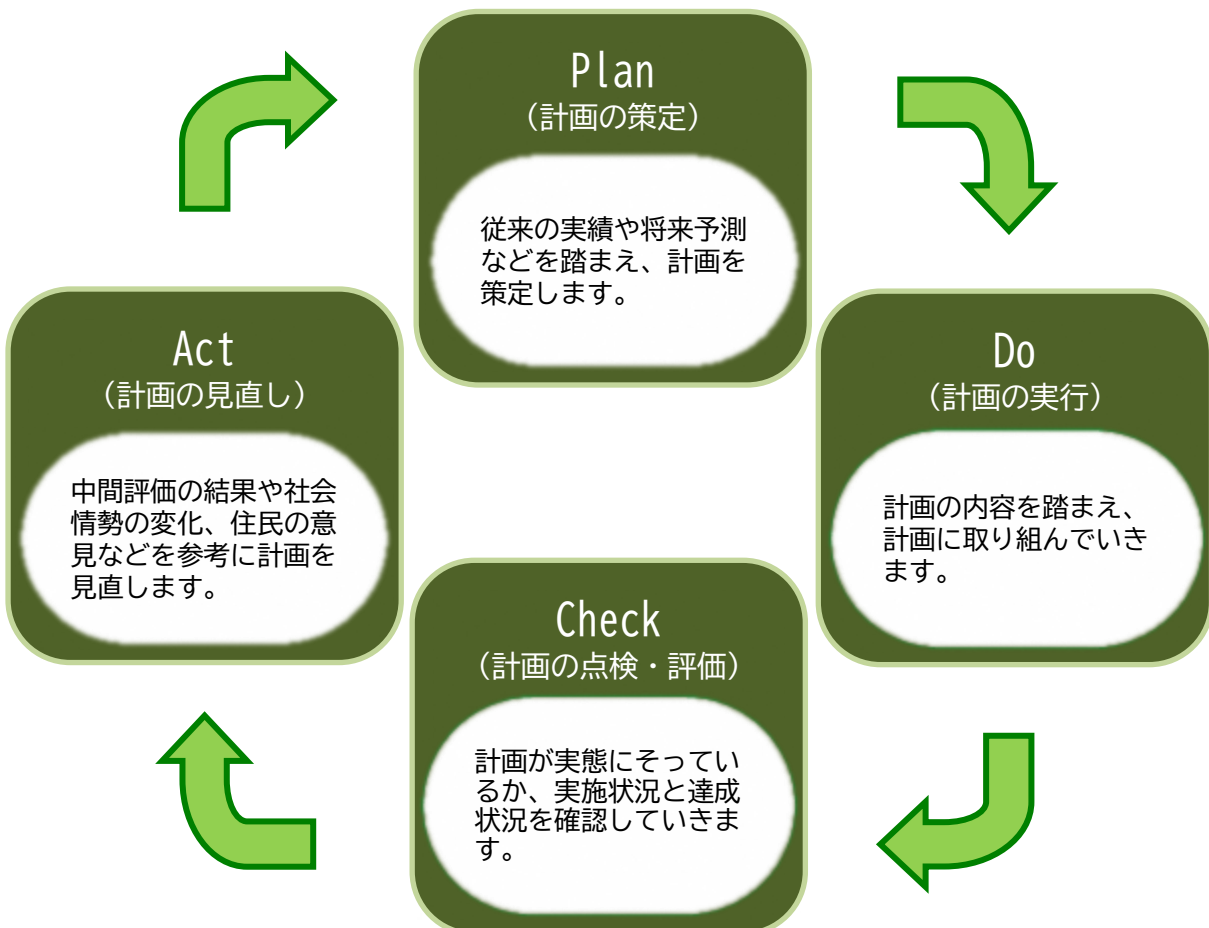 Plan
（計画の策定）
従来の実績や将来予測
などを踏まえ、計画を
策定します。
Act
（計画の見直し）
中間評価の結果や社会
情勢の変化、住民の意
見などを参考に計画を
見直します。
Do
（計画の実行）
計画の内容を踏まえ、
計画に取り組んでいき
ます。
Check
（計画の点検・評価）
計画が実態にそってい
るか、実施状況と達成
状況を確認していきま
す。